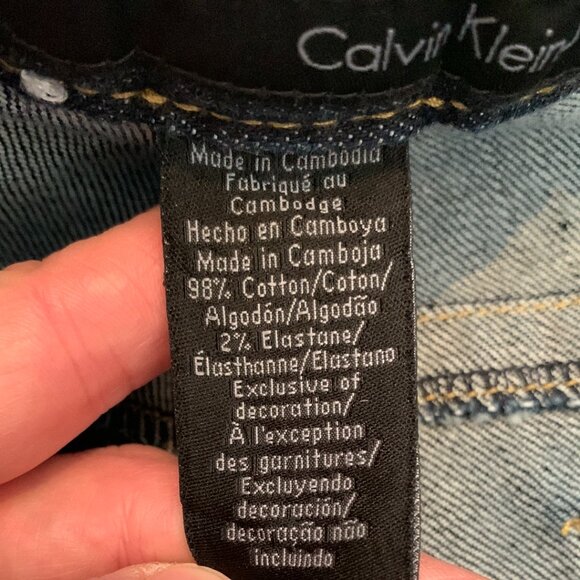 Calvin Klein
Made in Cambodia
Fabriqué au
Cambodge
Hecho en Camboya
Made in Camboja
98% Cotton/Coton/
Algodón/Algodão
2% Elastane/
Élasthanne/Elastano
Exclusive of
decoration/
À l'exception
des garnitures/
Excluyendo
decoración/
decoração não
incluindo